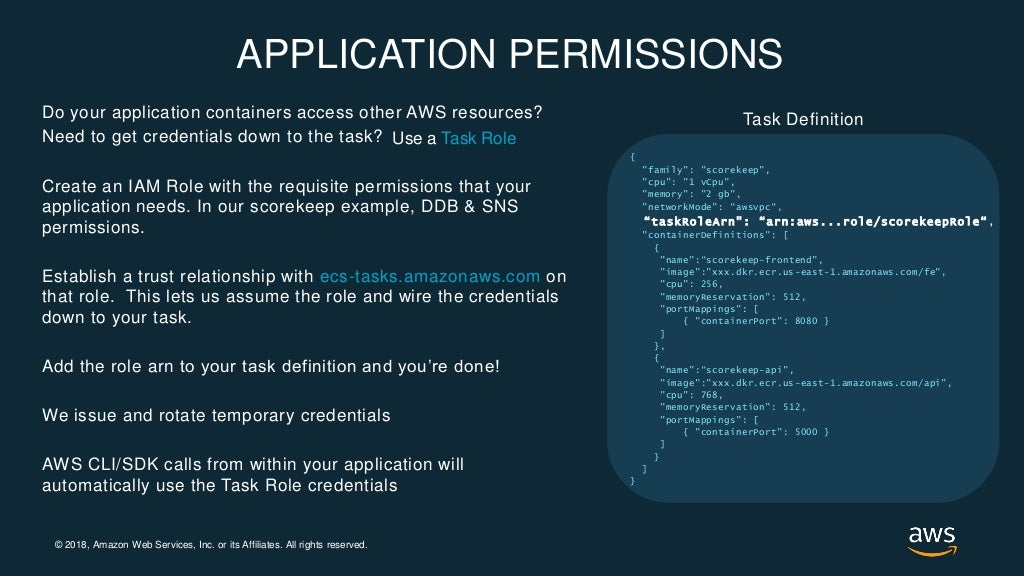 APPLICATION PERMISSIONS
Do your application containers access other AWS resources?
Need to get credentials down to the task? Use a Task Role
Create an IAM Role with the requisite permissions that your
application needs. In our scorekeep example, DDB & SNS
permissions.
Establish a trust relationship with ecs-tasks.amazonaws.com on
that role. This lets us assume the role and wire the credentials
down to your task.
Add the role arn to your task definition and you’re done!
We issue and rotate temporary credentials
AWS CLI/SDK calls from within your application will
automatically use the Task Role credentials
Task Definition
{
"family": "scorekeep",
"cpu": "1 vCpu",
"memory": "2 gb",
"networkMode": "awsvpc",
“taskRoleArn": “arn:aws...role/scorekeepRole“,
"containerDefinitions": [
{
"name":"scorekeep-frontend",
"image":"xxx.dkr.ecr.us-east-1.amazonaws.com/fe",
"cpu": 256,
"memoryReservation": 512,
"portMappings": [
{ "containerPort": 8080 }
]
},
{
"name":"scorekeep-api",
"image":"xxx.dkr.ecr.us-east-1.amazonaws.com/api",
"cpu": 768,
"memoryReservation": 512,
"portMappings": [
{ "containerPort": 5000 }
]
}
]
}
© 2018, Amazon Web Services, Inc. or its Affiliates. All rights reserved.
aws